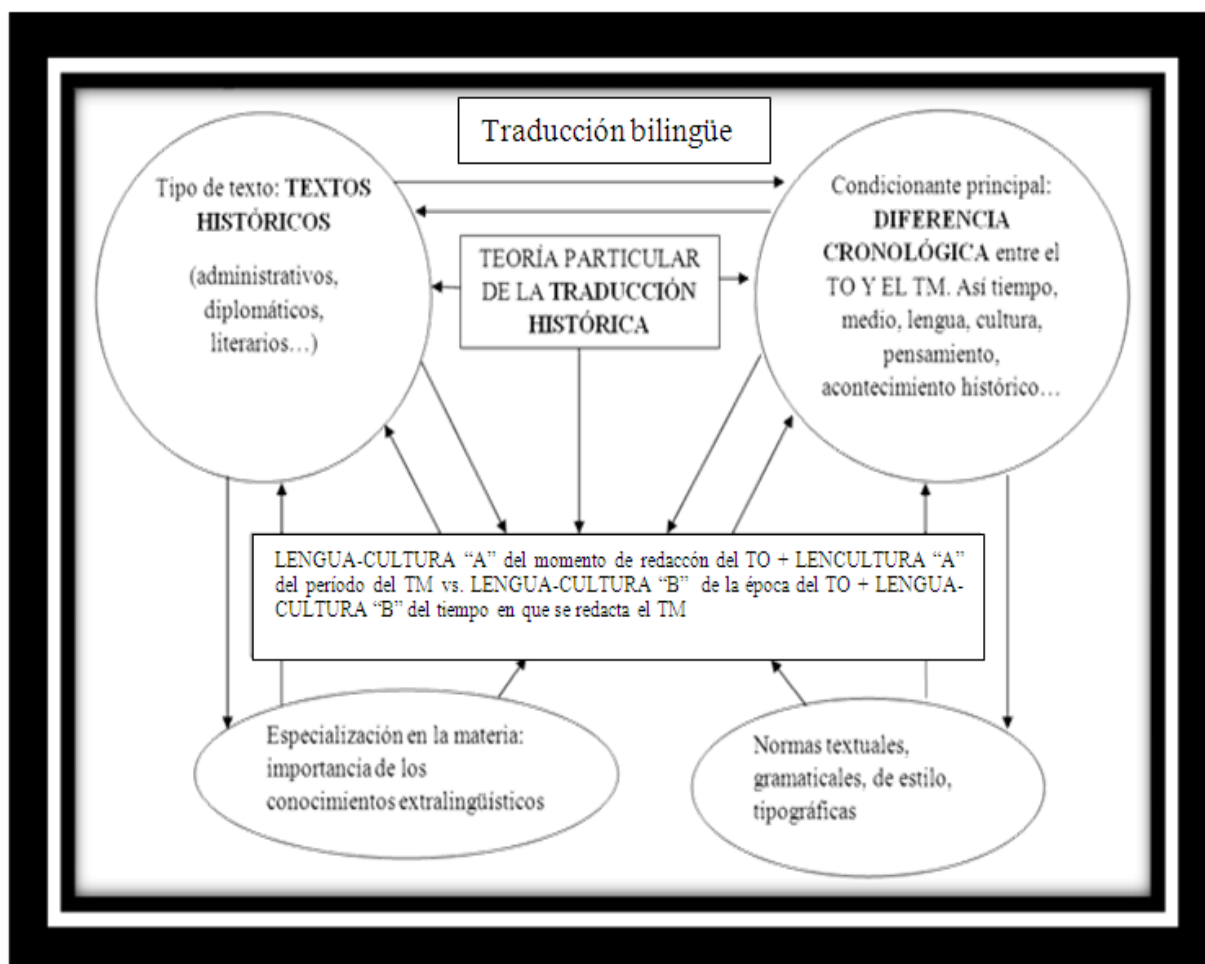 Traducción bilingüe
Tipo de texto: TEXTOS
HISTÓRICOS
(administrativos,
diplomáticos,
literarios…)
Condicionante principal:
DIFERENCIA
CRONOLÓGICA entre el
TO Y EL TM. Así tiempo,
medio, lengua, cultura,
pensamiento,
acontecimiento histórico…
TEORÍA PARTICULAR
DE LA TRADUCCIÓN
HISTÓRICA
LENGUA-CULTURA “A” del momento de redaccón del TO + LENCULTURA “A”
del período del TM vs. LENGUA-CULTURA “B” de la época del TO + LENGUA-
CULTURA “B” del tiempo en que se redacta el TM
Especialización en la materia:
importancia de los
conocimientos extralingüísticos
Normas textuales,
gramaticales, de estilo,
tipográficas